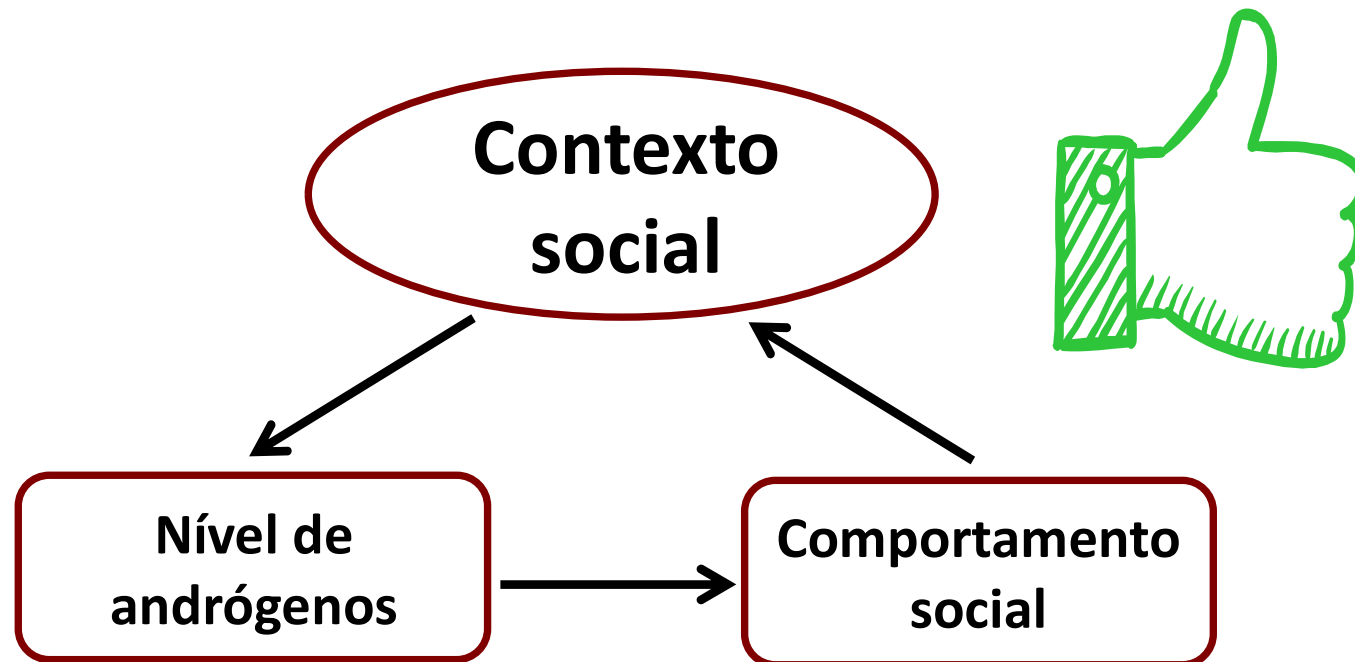 Contexto
social
Nível de
andrógenos
Comportamento
social